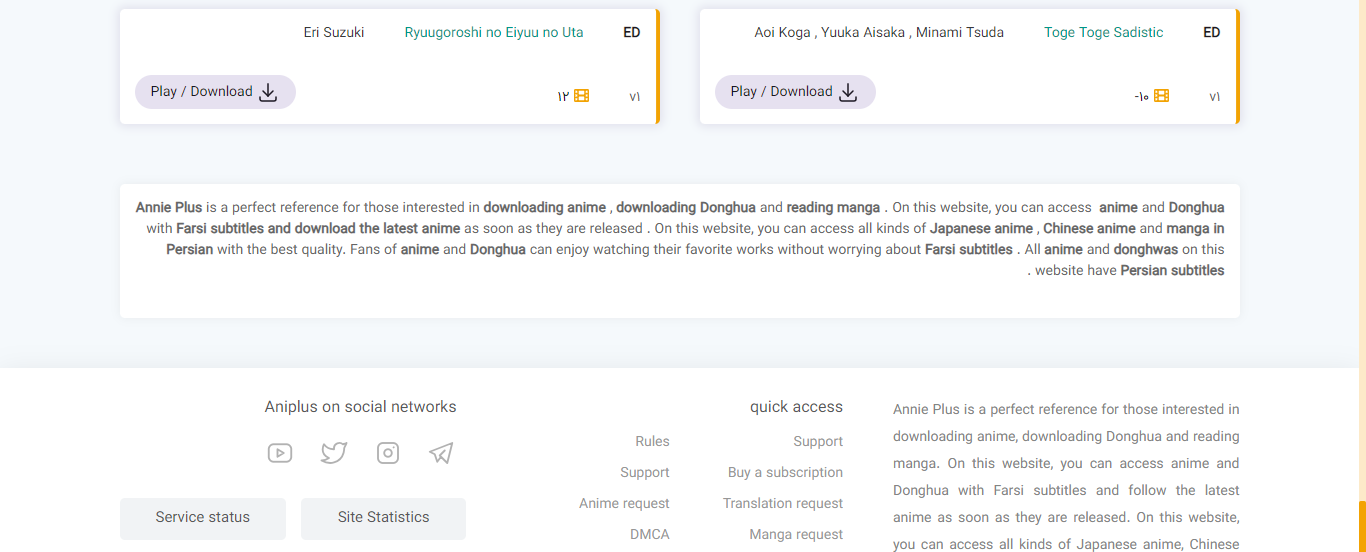 Eri Suzuki Ryuugoroshi no Eiyuu no Uta ED
Play / Download ۱۲ v۱
Aoi Koga , Yuuka Aisaka , Minami Tsuda Toge Toge Sadistic ED
Play / Download -۱۰ v۱
Annie Plus is a perfect reference for those interested in downloading anime , downloading Donghua and reading manga . On this website, you can access anime and Donghua
with Farsi subtitles and download the latest anime as soon as they are released . On this website, you can access all kinds of Japanese anime , Chinese anime and manga in
Persian with the best quality. Fans of anime and Donghua can enjoy watching their favorite works without worrying about Farsi subtitles . All anime and donghwas on this
. website have Persian subtitles
Aniplus on social networks
Service status
Site Statistics
Rules
Support
Anime request
DMCA
quick access
Support
Buy a subscription
Translation request
Manga request
Annie Plus is a perfect reference for those interested in
downloading anime, downloading Donghua and reading
manga. On this website, you can access anime and
Donghua with Farsi subtitles and follow the latest
anime as soon as they are released. On this website,
you can access all kinds of Japanese anime, Chinese